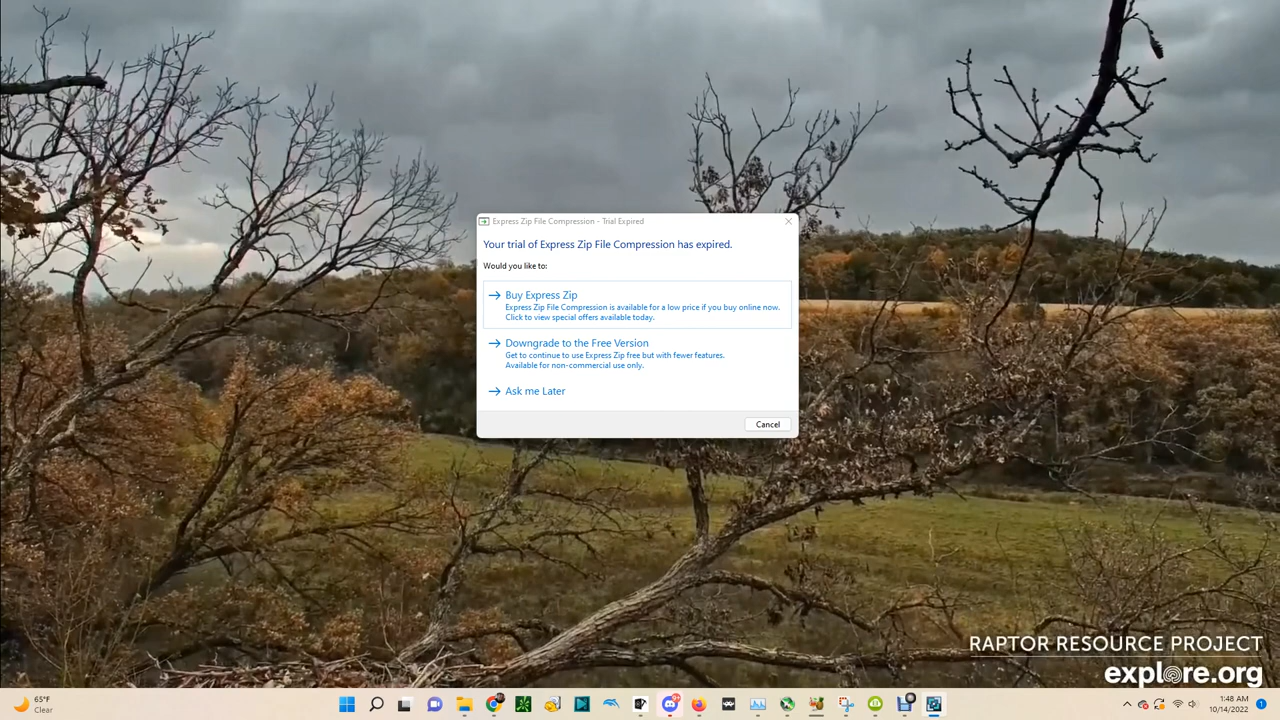 Express Zip File Compression - Trial Expired
Your trial of Express Zip File Compression has expired.
Would you like to:
Buy Express Zip
Express Zip File Compression is available for a low price if you buy online now.
Click to view special offers available today.
Downgrade to the Free Version
Get to continue to use Express Zip free but with fewer features.
Available for non-commercial use only.
Ask me Later
Cancel
RAPTOR RESOURCE PROJECT
explore.org
65°F
Clear
9+
1:48 AM
10/14/2022
1